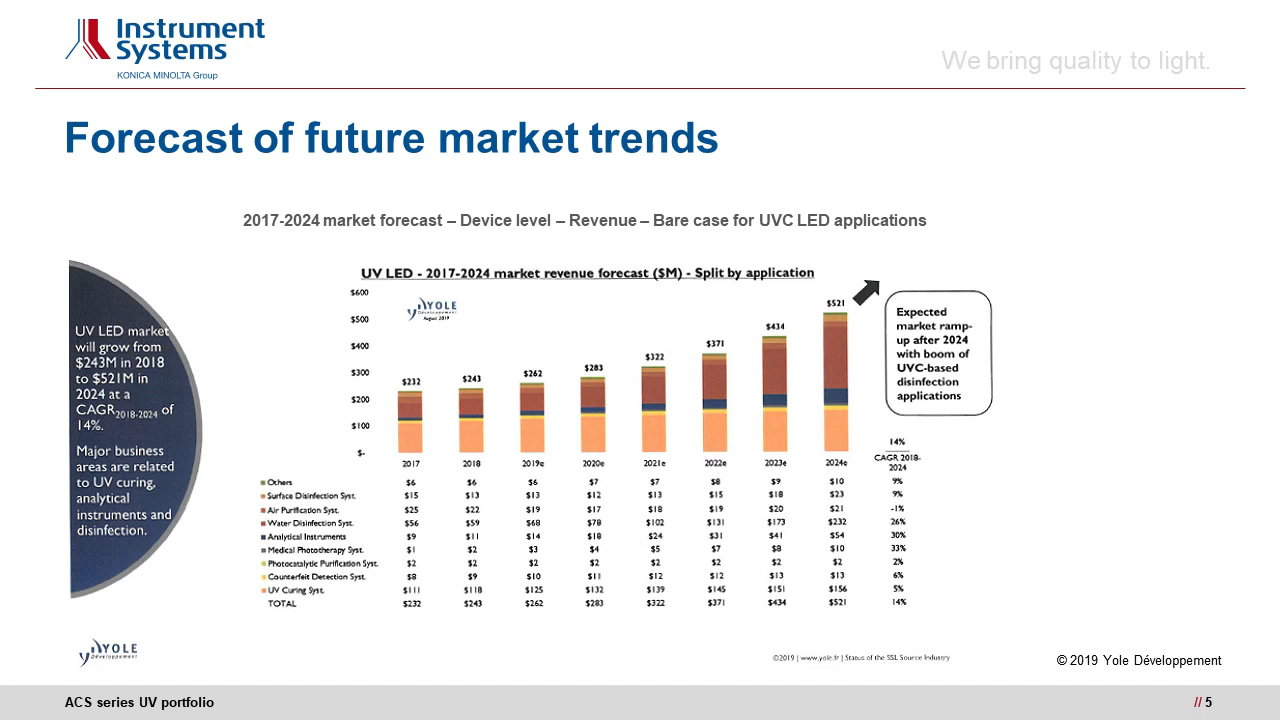 Instrument
Systems
KONICA MINOLTA Group
We bring quality to light.
Forecast of future market trends
2017-2024 market forecast – Device level – Revenue – Bare case for UVC LED applications
UV LED market
will grow from
$243M in 2018
to $521M in
2024 at a
CAGR2018-2024 of
14%.
Major business
areas are related
to UV curing,
analytical
instruments and
disinfection.
UV LED - 2017-2024 market revenue forecast ($M) - Split by application
YOLE
Développement
August 2019
$600
$500
$400
$300
$200
$100
$-
$232
$243
$262
$283
$322
$371
$434
$521
Expected
market ramp-
up after 2024
with boom of
UVC-based
disinfection
applications
14%
CAGR 2018-
2024
2017 2018 2019e 2020e 2021e 2022e 2023e 2024e
Others $6 $6 $6 $7 $7 $8 $9 $10 9%
Surface Disinfection Syst. $15 $13 $13 $12 $13 $15 $18 $23 9%
Air Purification Syst. $25 $22 $19 $17 $18 $19 $20 $21 -1%
Water Disinfection Syst. $56 $59 $68 $78 $102 $131 $173 $232 26%
Analytical Instruments $9 $11 $14 $18 $24 $31 $41 $54 30%
Medical Phototherapy Syst. $1 $2 $3 $4 $5 $7 $8 $10 33%
Photocatalytic Purification Syst. $2 $2 $2 $2 $2 $2 $2 $2 2%
Counterfeit Detection Syst. $8 $9 $10 $11 $12 $12 $13 $13 6%
UV Curing Syst. $111 $118 $125 $132 $139 $145 $151 $156 5%
TOTAL $232 $243 $262 $283 $322 $371 $434 $521 14%
YOLE
Développement
©2019 | www.yole.fr | Status of the SSL Source Industry
© 2019 Yole Développement
ACS series UV portfolio
// 5